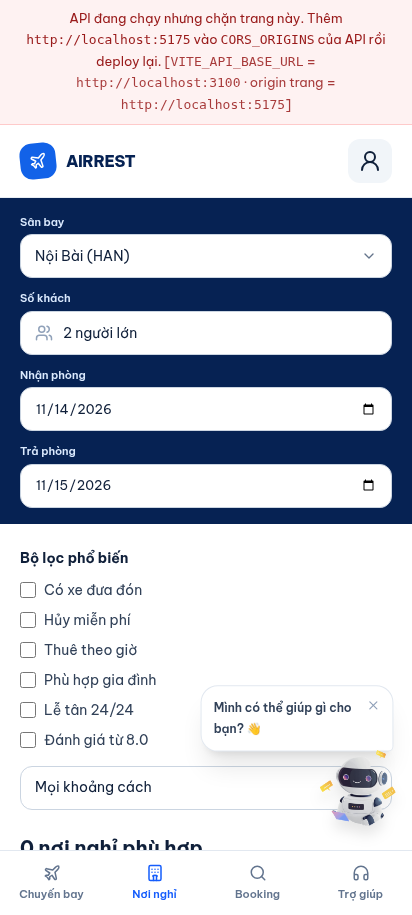 API đang chạy nhưng chặn trang này. Thêm
http://localhost:5175 vào CORS_ORIGINS của API rồi
deploy lại. [VITE_API_BASE_URL =
http://localhost:3100 · origin trang =
http://localhost:5175]
AIRREST
Sân bay
Nội Bài (HAN)
Số khách
2 người lớn
Nhận phòng
11/14/2026
Trả phòng
11/15/2026
Bộ lọc phổ biến
Có xe đưa đón
Hủy miễn phí
Thuê theo giờ
Phù hợp gia đình
Lễ tân 24/24
Đánh giá từ 8.0
Mình có thể giúp gì cho
bạn? 👋
Mọi khoảng cách
0 nơi nghỉ phù hợp
Chuyến bay
Nơi nghỉ
Booking
Trợ giúp